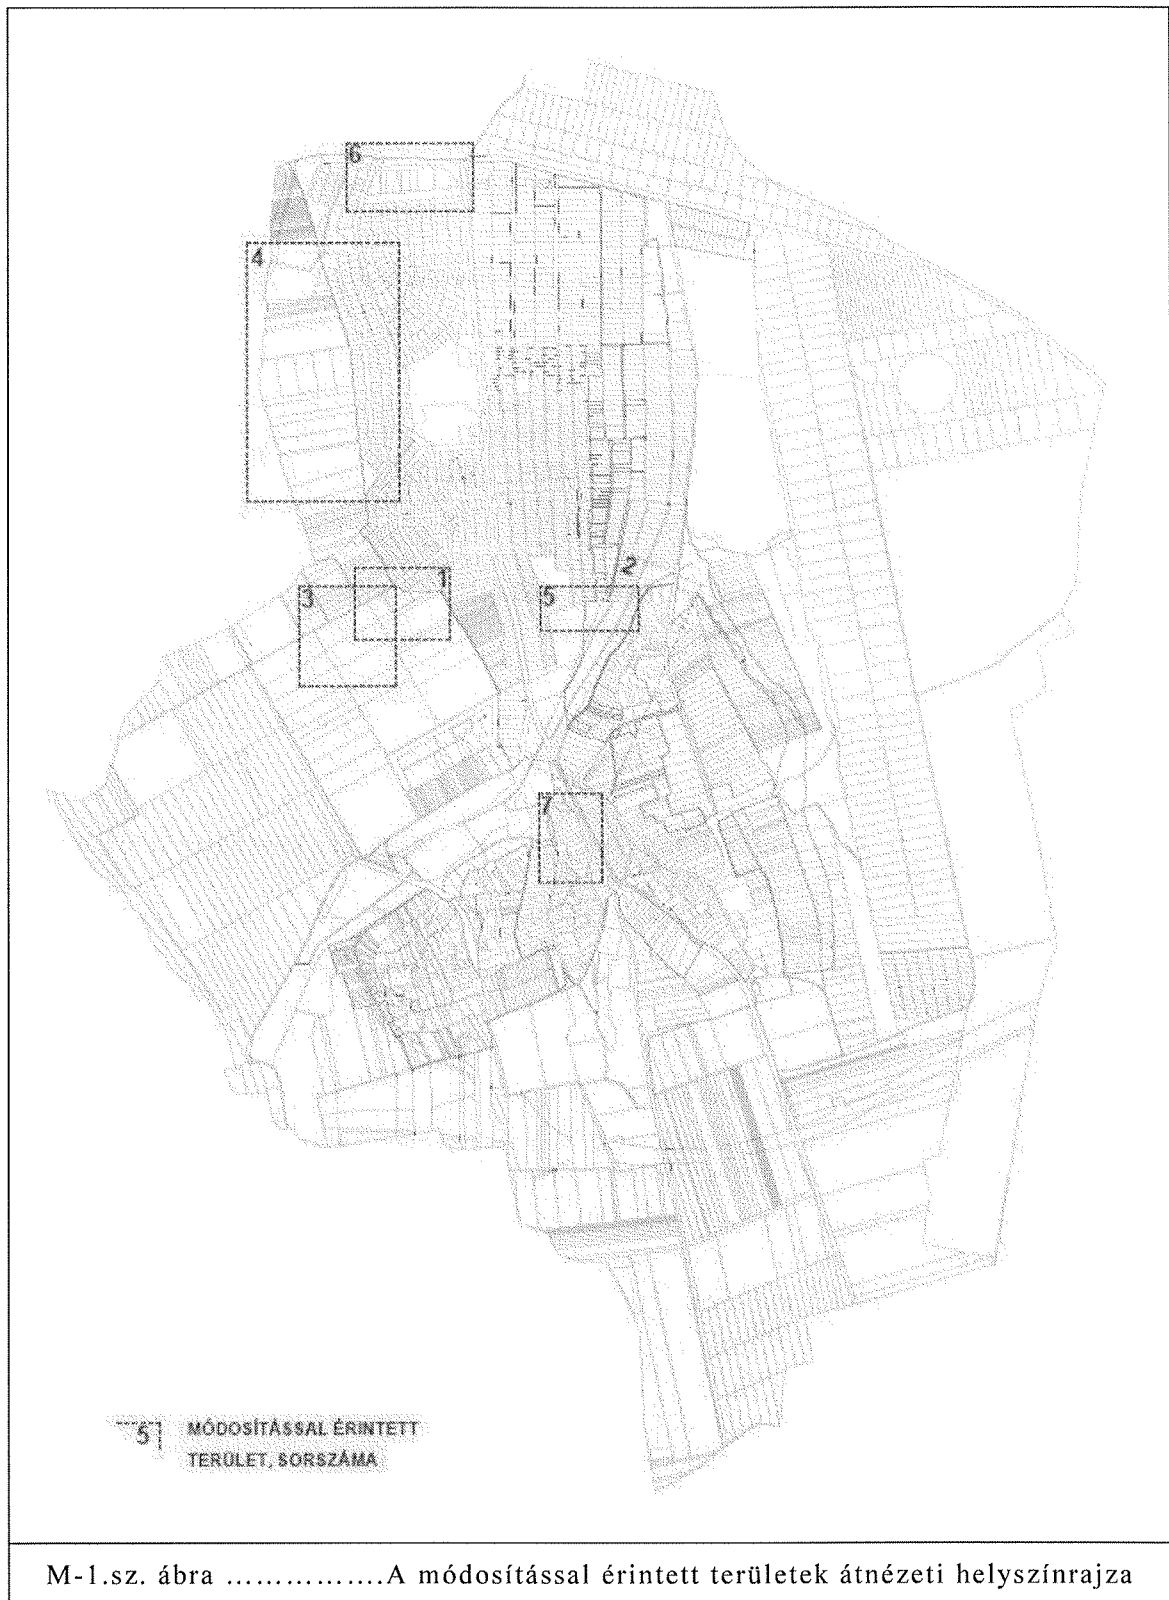 6
4
1
2
3
5
7
5 MÓDOSÍTÁSSAL ÉRINTETT
TERÜLET, SORSZÁMA
M-1.sz. ábra ...............A módosítással érintett területek átnézeti helyszínrajza